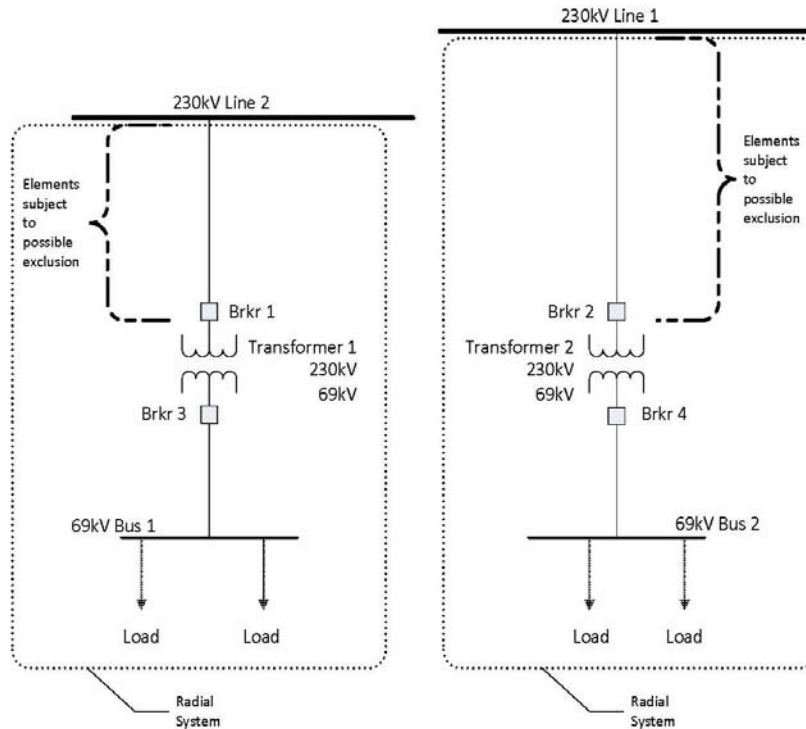 230kV Line 2
Elements
subject
to
possible
exclusion
Brkr 1
Transformer 1
230kV
69kV
Brkr 3
69kV Bus 1
Load
Load
Radial
System
230kV Line 1
Elements
subject
to
possible
exclusion
Brkr 2
Transformer 2
230kV
69kV
Brkr 4
69kV Bus 2
Load
Load
Radial
System